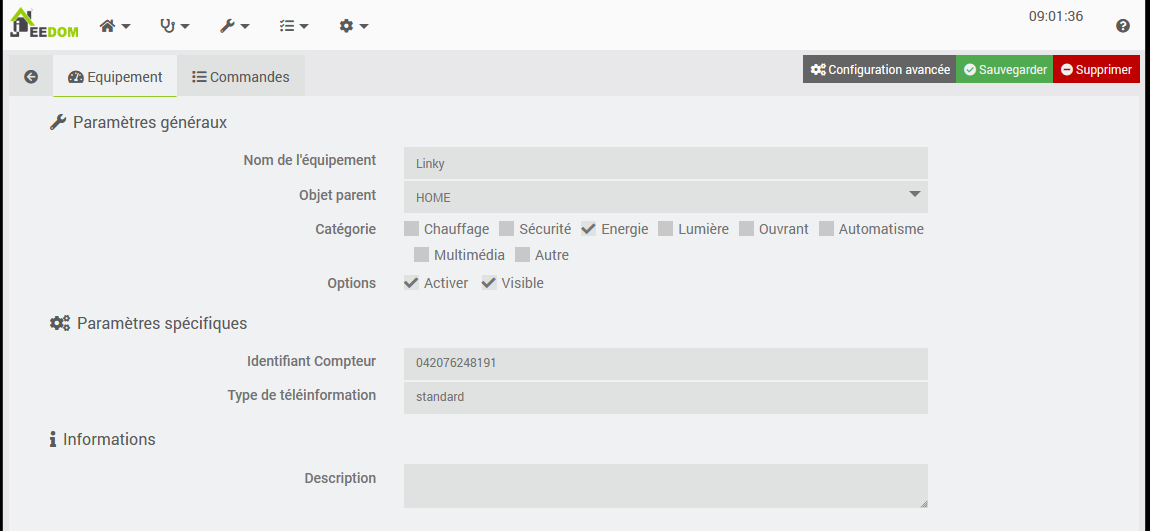 JEEDOM 09:01:36
Equipement Commandes Configuration avancée Sauvegarder Supprimer
Paramètres généraux
Nom de l'équipement Linky
Objet parent HOME
Catégorie Chauffage Sécurité Energie Lumière Ouvrant Automatisme
Multimédia Autre
Options Activer Visible
Paramètres spécifiques
Identifiant Compteur 042076248191
Type de téléinformation standard
Informations
Description